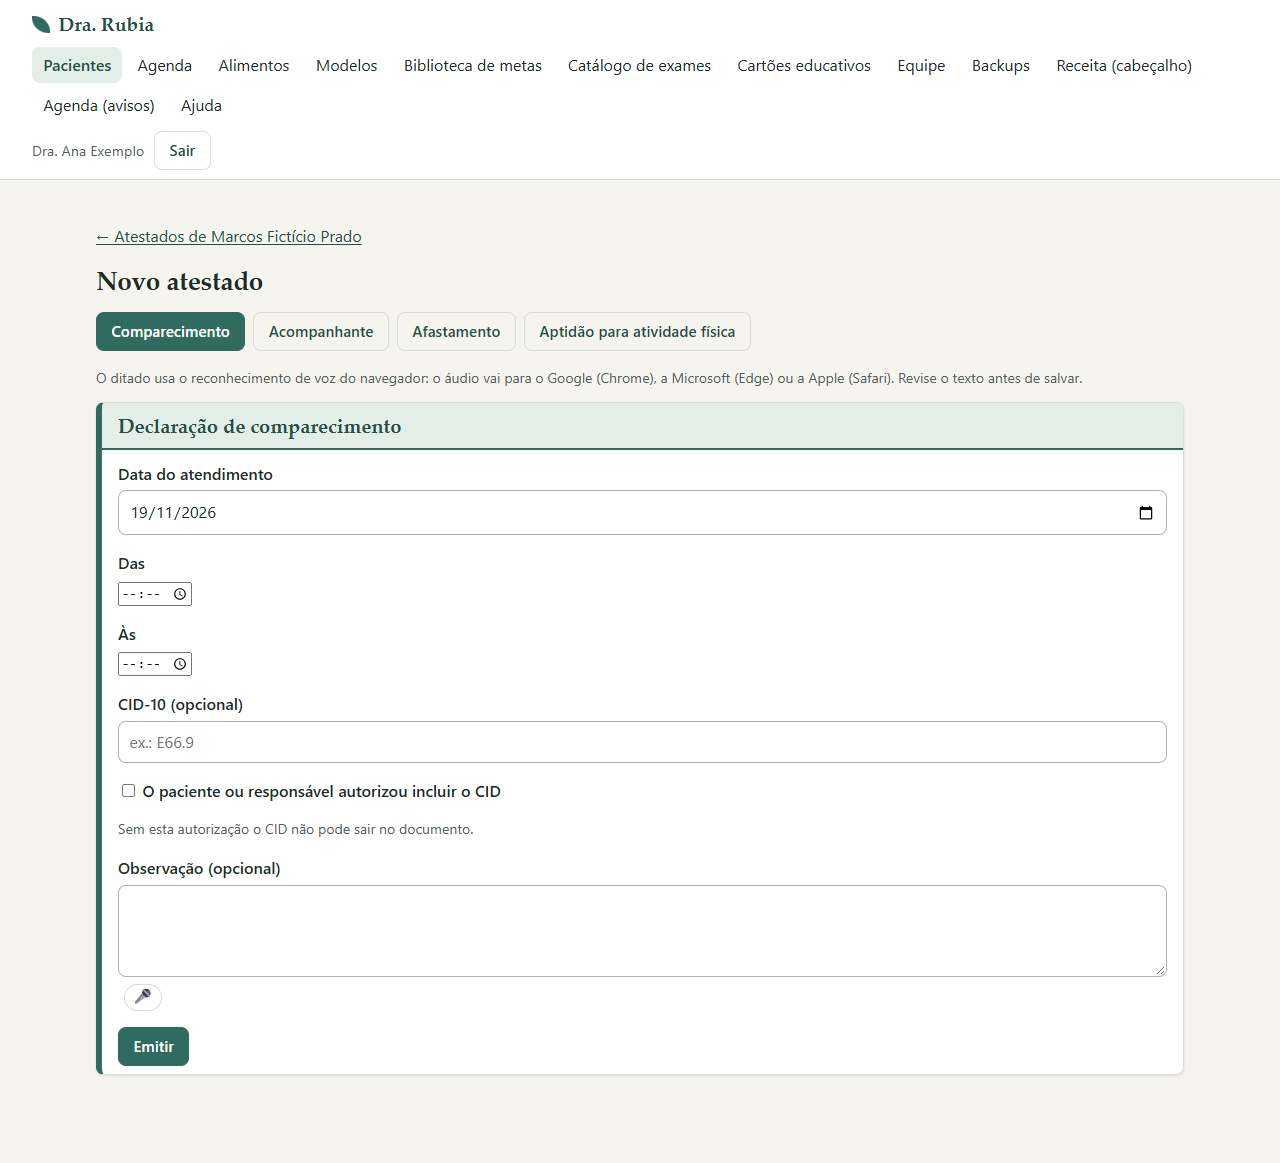 Dra. Rubia
Pacientes Agenda Alimentos Modelos Biblioteca de metas Catálogo de exames Cartões educativos Equipe Backups Receita (cabeçalho)
Agenda (avisos) Ajuda
Dra. Ana Exemplo Sair
← Atestados de Marcos Fictício Prado
Novo atestado
Comparecimento Acompanhante Afastamento Aptidão para atividade física
O ditado usa o reconhecimento de voz do navegador: o áudio vai para o Google (Chrome), a Microsoft (Edge) ou a Apple (Safari). Revise o texto antes de salvar.
Declaração de comparecimento
Data do atendimento
19/11/2026
Das
--:--
Às
--:--
CID-10 (opcional)
ex.: E66.9
O paciente ou responsável autorizou incluir o CID
Sem esta autorização o CID não pode sair no documento.
Observação (opcional)
Emitir